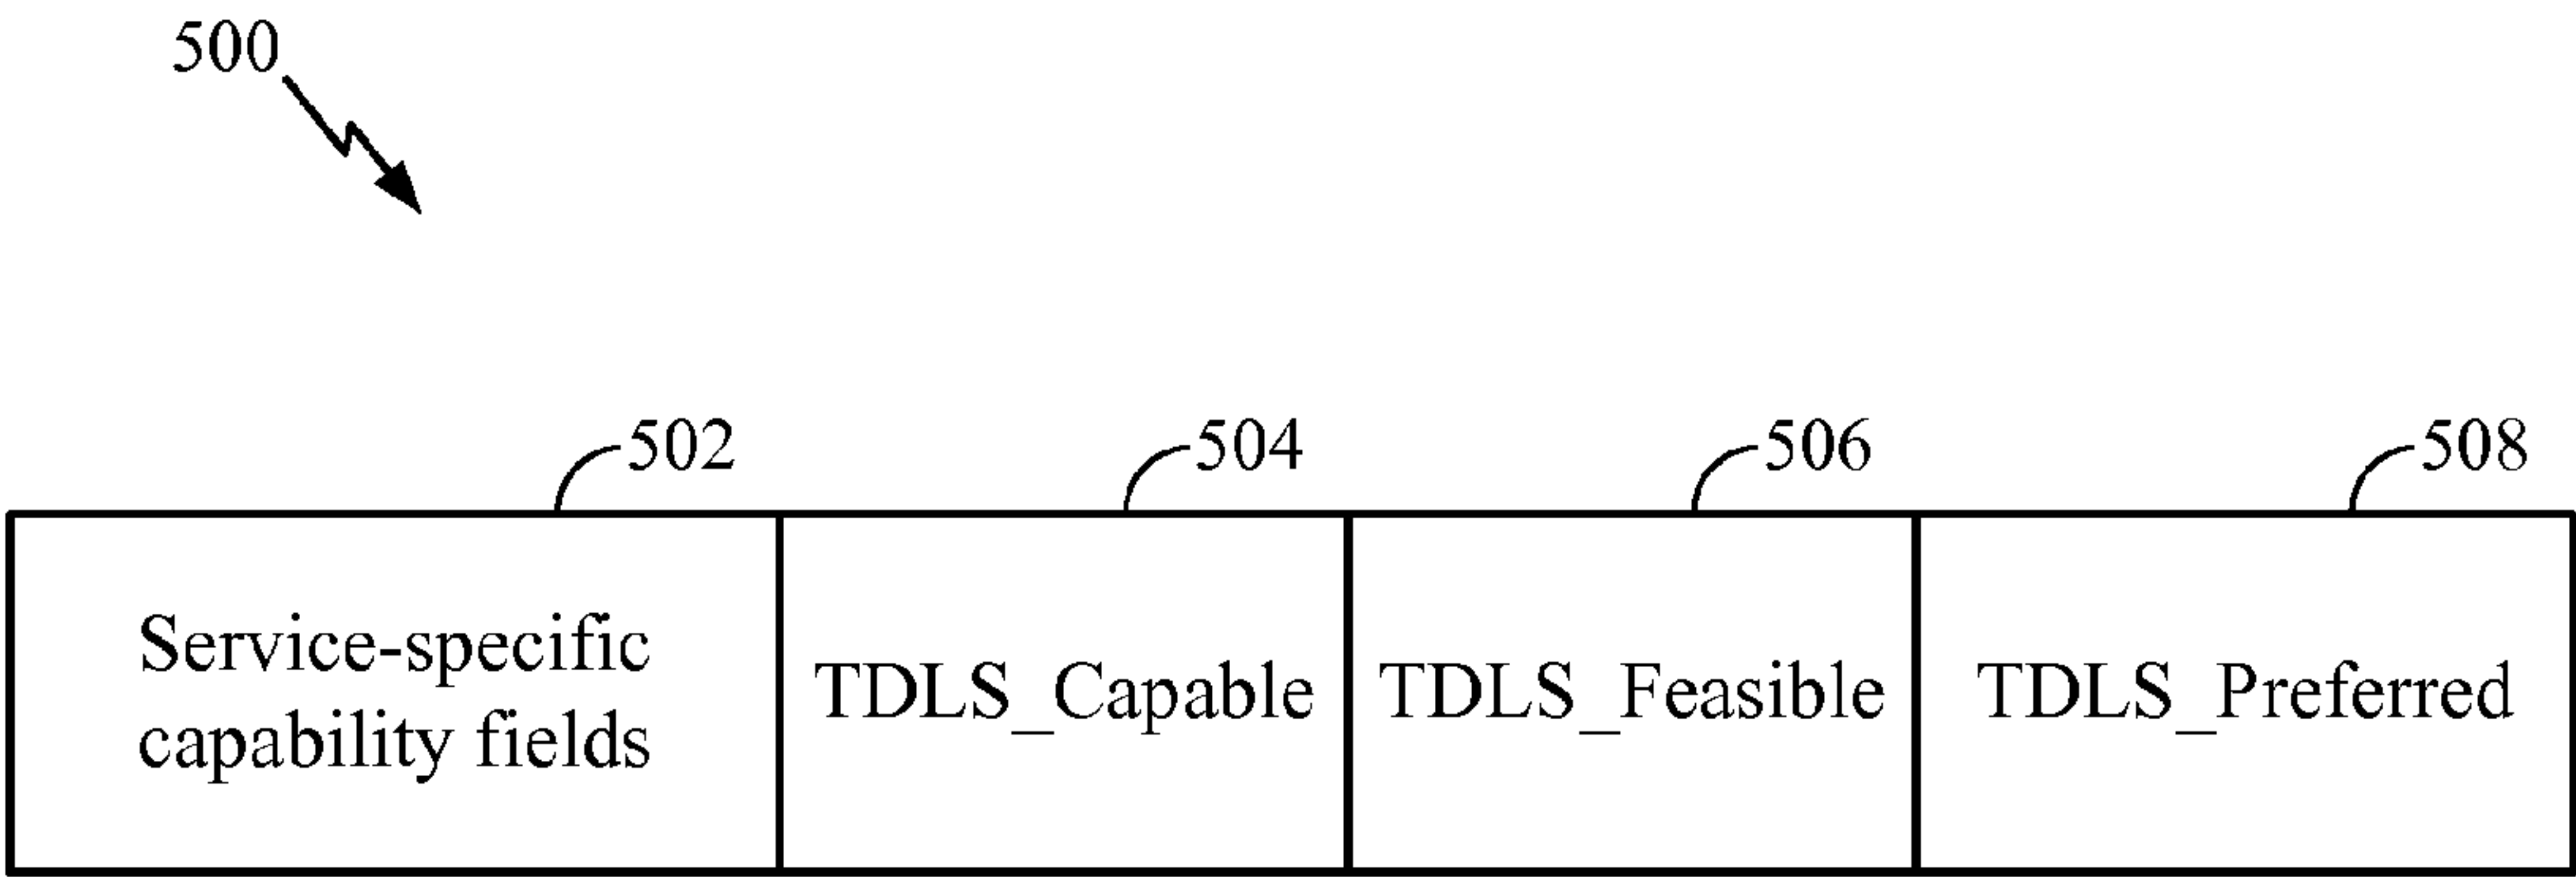 500
502
504
506
508
Service-specific
capability fields
TDLS_Capable
TDLS_Feasible
TDLS_Preferred